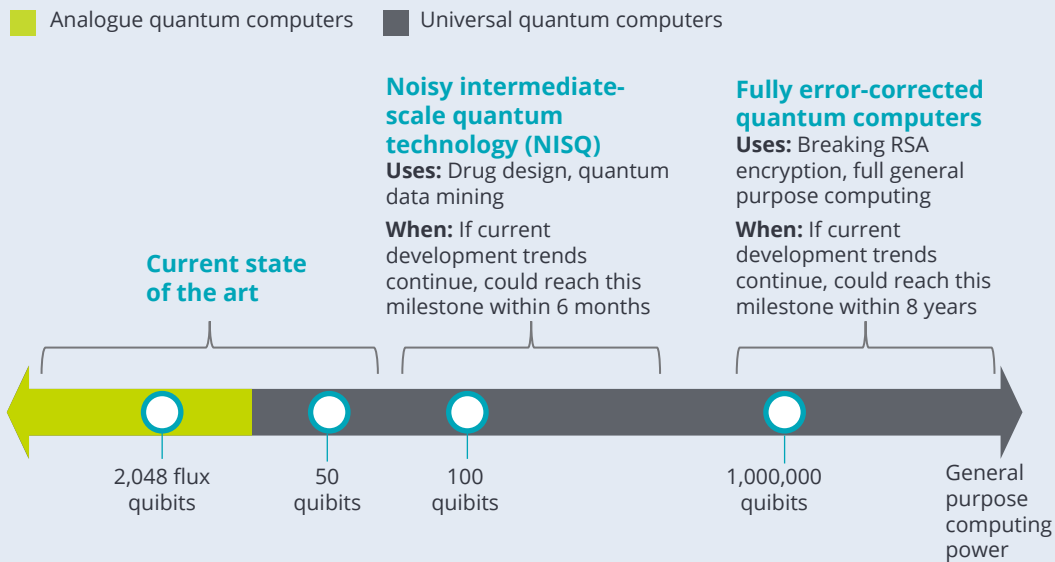 Analogue quantum computers
Universal quantum computers
Noisy intermediate-
scale quantum
technology (NISQ)
Uses: Drug design, quantum
data mining
When: If current
development trends
continue, could reach this
milestone within 6 months
Fully error-corrected
quantum computers
Uses: Breaking RSA
encryption, full general
purpose computing
When: If current
development trends
continue, could reach this
milestone within 8 years
Current state
of the art
2,048 flux
quibits
50
quibits
100
quibits
1,000,000
quibits
General
purpose
computing
power